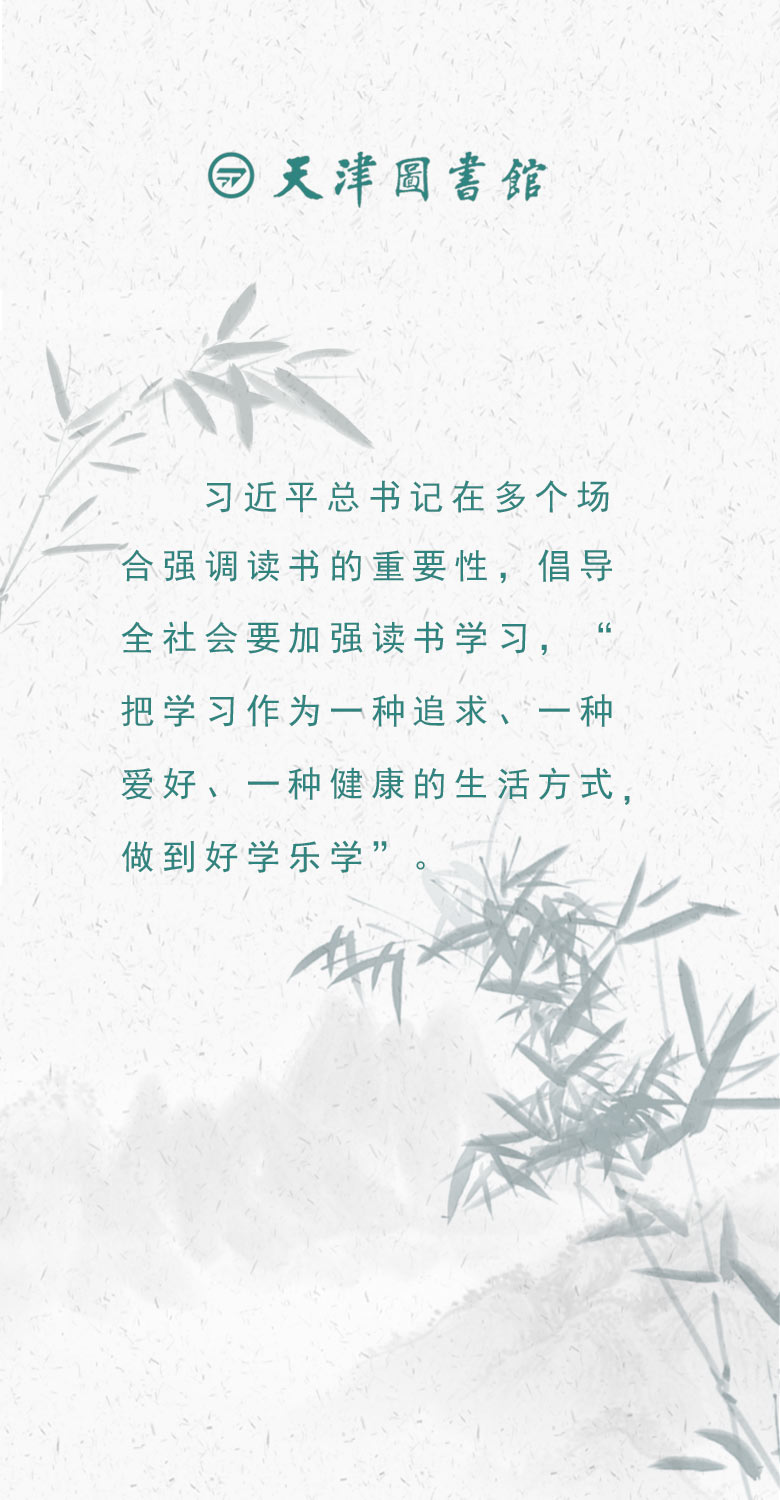 天津圖書館
习近平总书记在多个场
合强调读书的重要性，倡导
全社会要加强读书学习，“
把学习作为一种追求、一种
爱好、一种健康的生活方式，
做到好学乐学”。